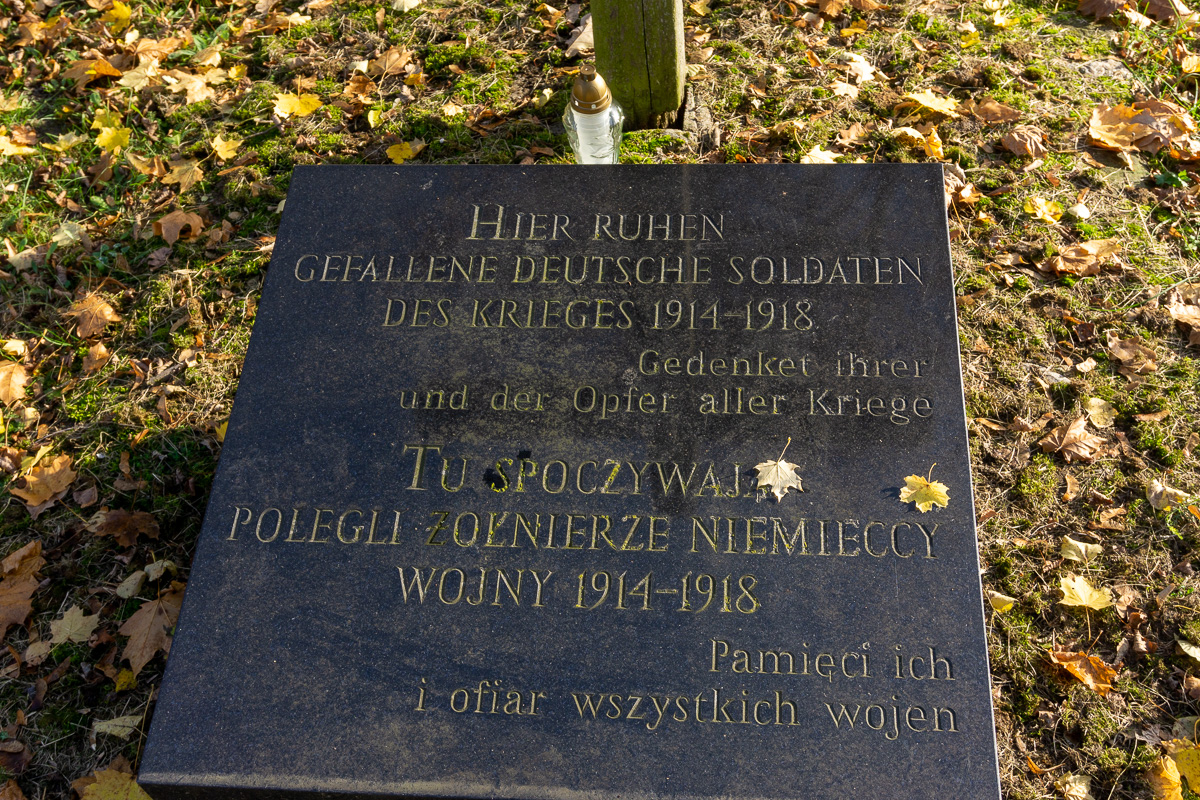 HIER RUHEN
GEFALLENE DEUTSCHE SOLDATEN
DES KRIEGES 1914–1918
Gedenket ihrer
und der Opfer aller Kriege
TU SPOCZYWAJĄ
POLEGLI ŻOŁNIERZE NIEMIECCY
WOJNY 1914–1918
Pamięci ich
i ofiar wszystkich wojen